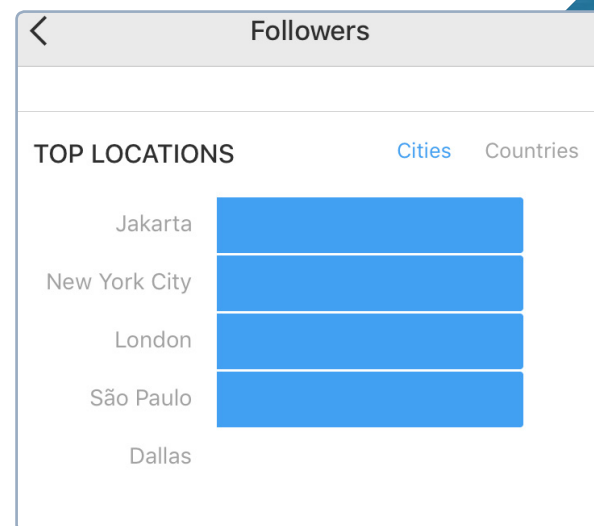 Followers
TOP LOCATIONS Cities Countries
Jakarta
New York City
London
São Paulo
Dallas